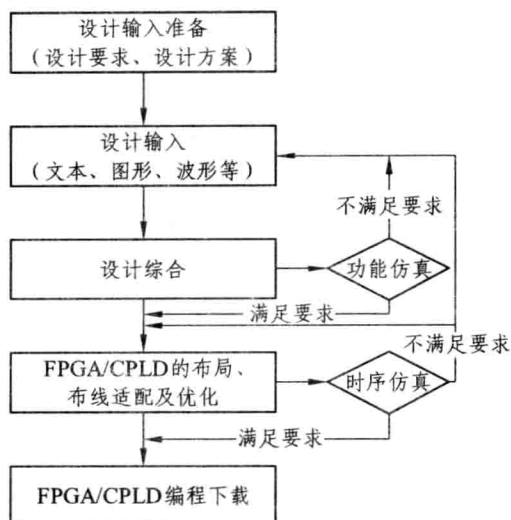 设计输入准备
（设计要求、设计方案）
设计输入
（文本、图形、波形等）
不满足要求
设计综合
功能仿真
满足要求
不满足要求
FPGA/CPLD的布局、
布线适配及优化
时序仿真
满足要求
FPGA/CPLD编程下载